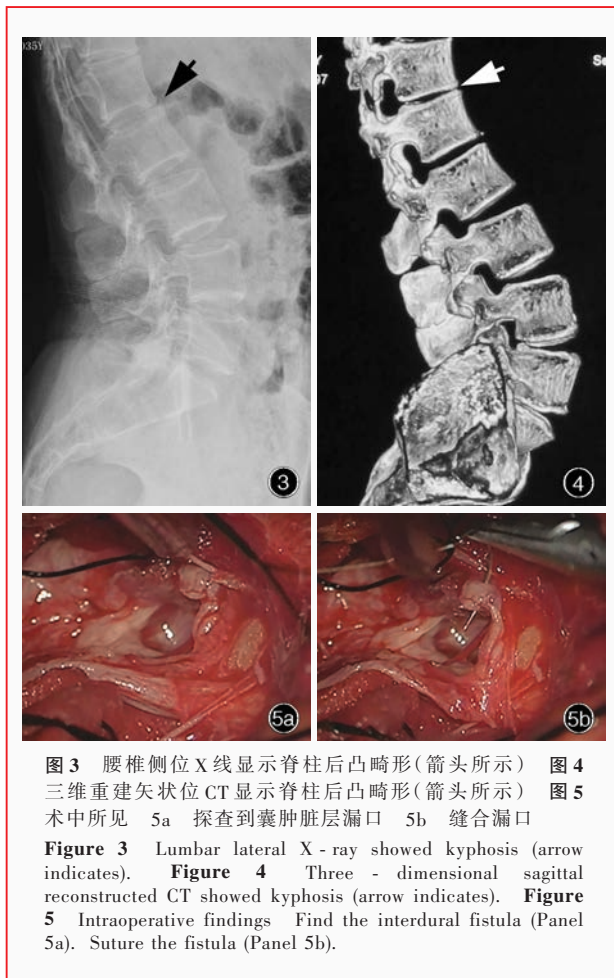 035Y
3
Y
97
Se
4
5a
5b
图 3 腰椎侧位 X 线显示脊柱后凸畸形(箭头所示) 图 4
三维重建矢状位 CT 显示脊柱后凸畸形(箭头所示) 图 5
术中所见 5a 探查到囊肿脏层漏口 5b 缝合漏口
Figure 3 Lumbar lateral X - ray showed kyphosis (arrow
indicates). Figure 4 Three - dimensional sagittal
reconstructed CT showed kyphosis (arrow indicates). Figure
5 Intraoperative findings Find the interdural fistula (Panel
5a). Suture the fistula (Panel 5b).